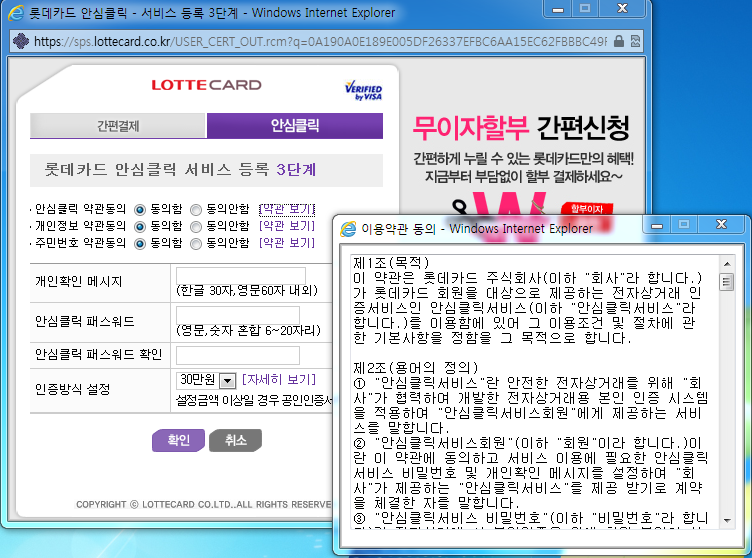 롯데카드 안심클릭 - 서비스 등록 3단계 - Windows Internet Explorer
https://sps.lottecard.co.kr/USER_CERT_OUT.rcm?q=0A190A0E189E005DF26337EFBC6AA15EC62FBBBC49F
LOTTE CARD
VERIFIED
by VISA
간편결제
안심클릭
롯데카드 안심클릭 서비스 등록 3단계
· 안심클릭 약관동의 동의함 동의안함 [약관 보기]
· 개인정보 약관동의 동의함 동의안함 [약관 보기]
· 주민번호 약관동의 동의함 동의안함 [약관 보기]
개인확인 메시지
(한글 30자,영문60자 내외)
안심클릭 패스워드
(영문,숫자 혼합 6~20자리)
안심클릭 패스워드 확인
인증방식 설정
30만원 [자세히 보기]
설정금액 이상일 경우 공인인증서
확인
취소
COPYRIGHT ⓒ LOTTECARD CO.LTD..ALL RIGHTS RESERVE
무이자할부 간편신청
간편하게 누릴 수 있는 롯데카드만의 혜택!
지금부터 부담없이 할부 결제하세요~
W
할부이자
이용약관 동의 - Windows Internet Explorer
제1조(목적)
이 약관은 롯데카드 주식회사(이하 "회사"라 합니다.)
가 롯데카드 회원을 대상으로 제공하는 전자상거래 인
증서비스인 안심클릭서비스(이하 "안심클릭서비스"라
합니다.)를 이용함에 있어 그 이용조건 및 절차에 관
한 기본사항을 정함을 그 목적으로 합니다.
제2조(용어의 정의)
① "안심클릭서비스"란 안전한 전자상거래를 위해 "회
사"가 협력하며 개발한 전자상거래용 본인 인증 시스템
을 적용하며 "안심클릭서비스회원"에게 제공하는 서비
스를 말합니다.
② "안심클릭서비스회원"(이하 "회원"이라 합니다.)이
란 이 약관에 동의하고 서비스 이용에 필요한 안심클릭
서비스 비밀번호 및 개인확인 메시지를 설정하며 "회
사"가 제공하는 "안심클릭서비스"를 제공 받기로 계약
을 체결한 자를 말합니다.
③ "안심클릭서비스 비밀번호"(이하 "비밀번호"라 합니